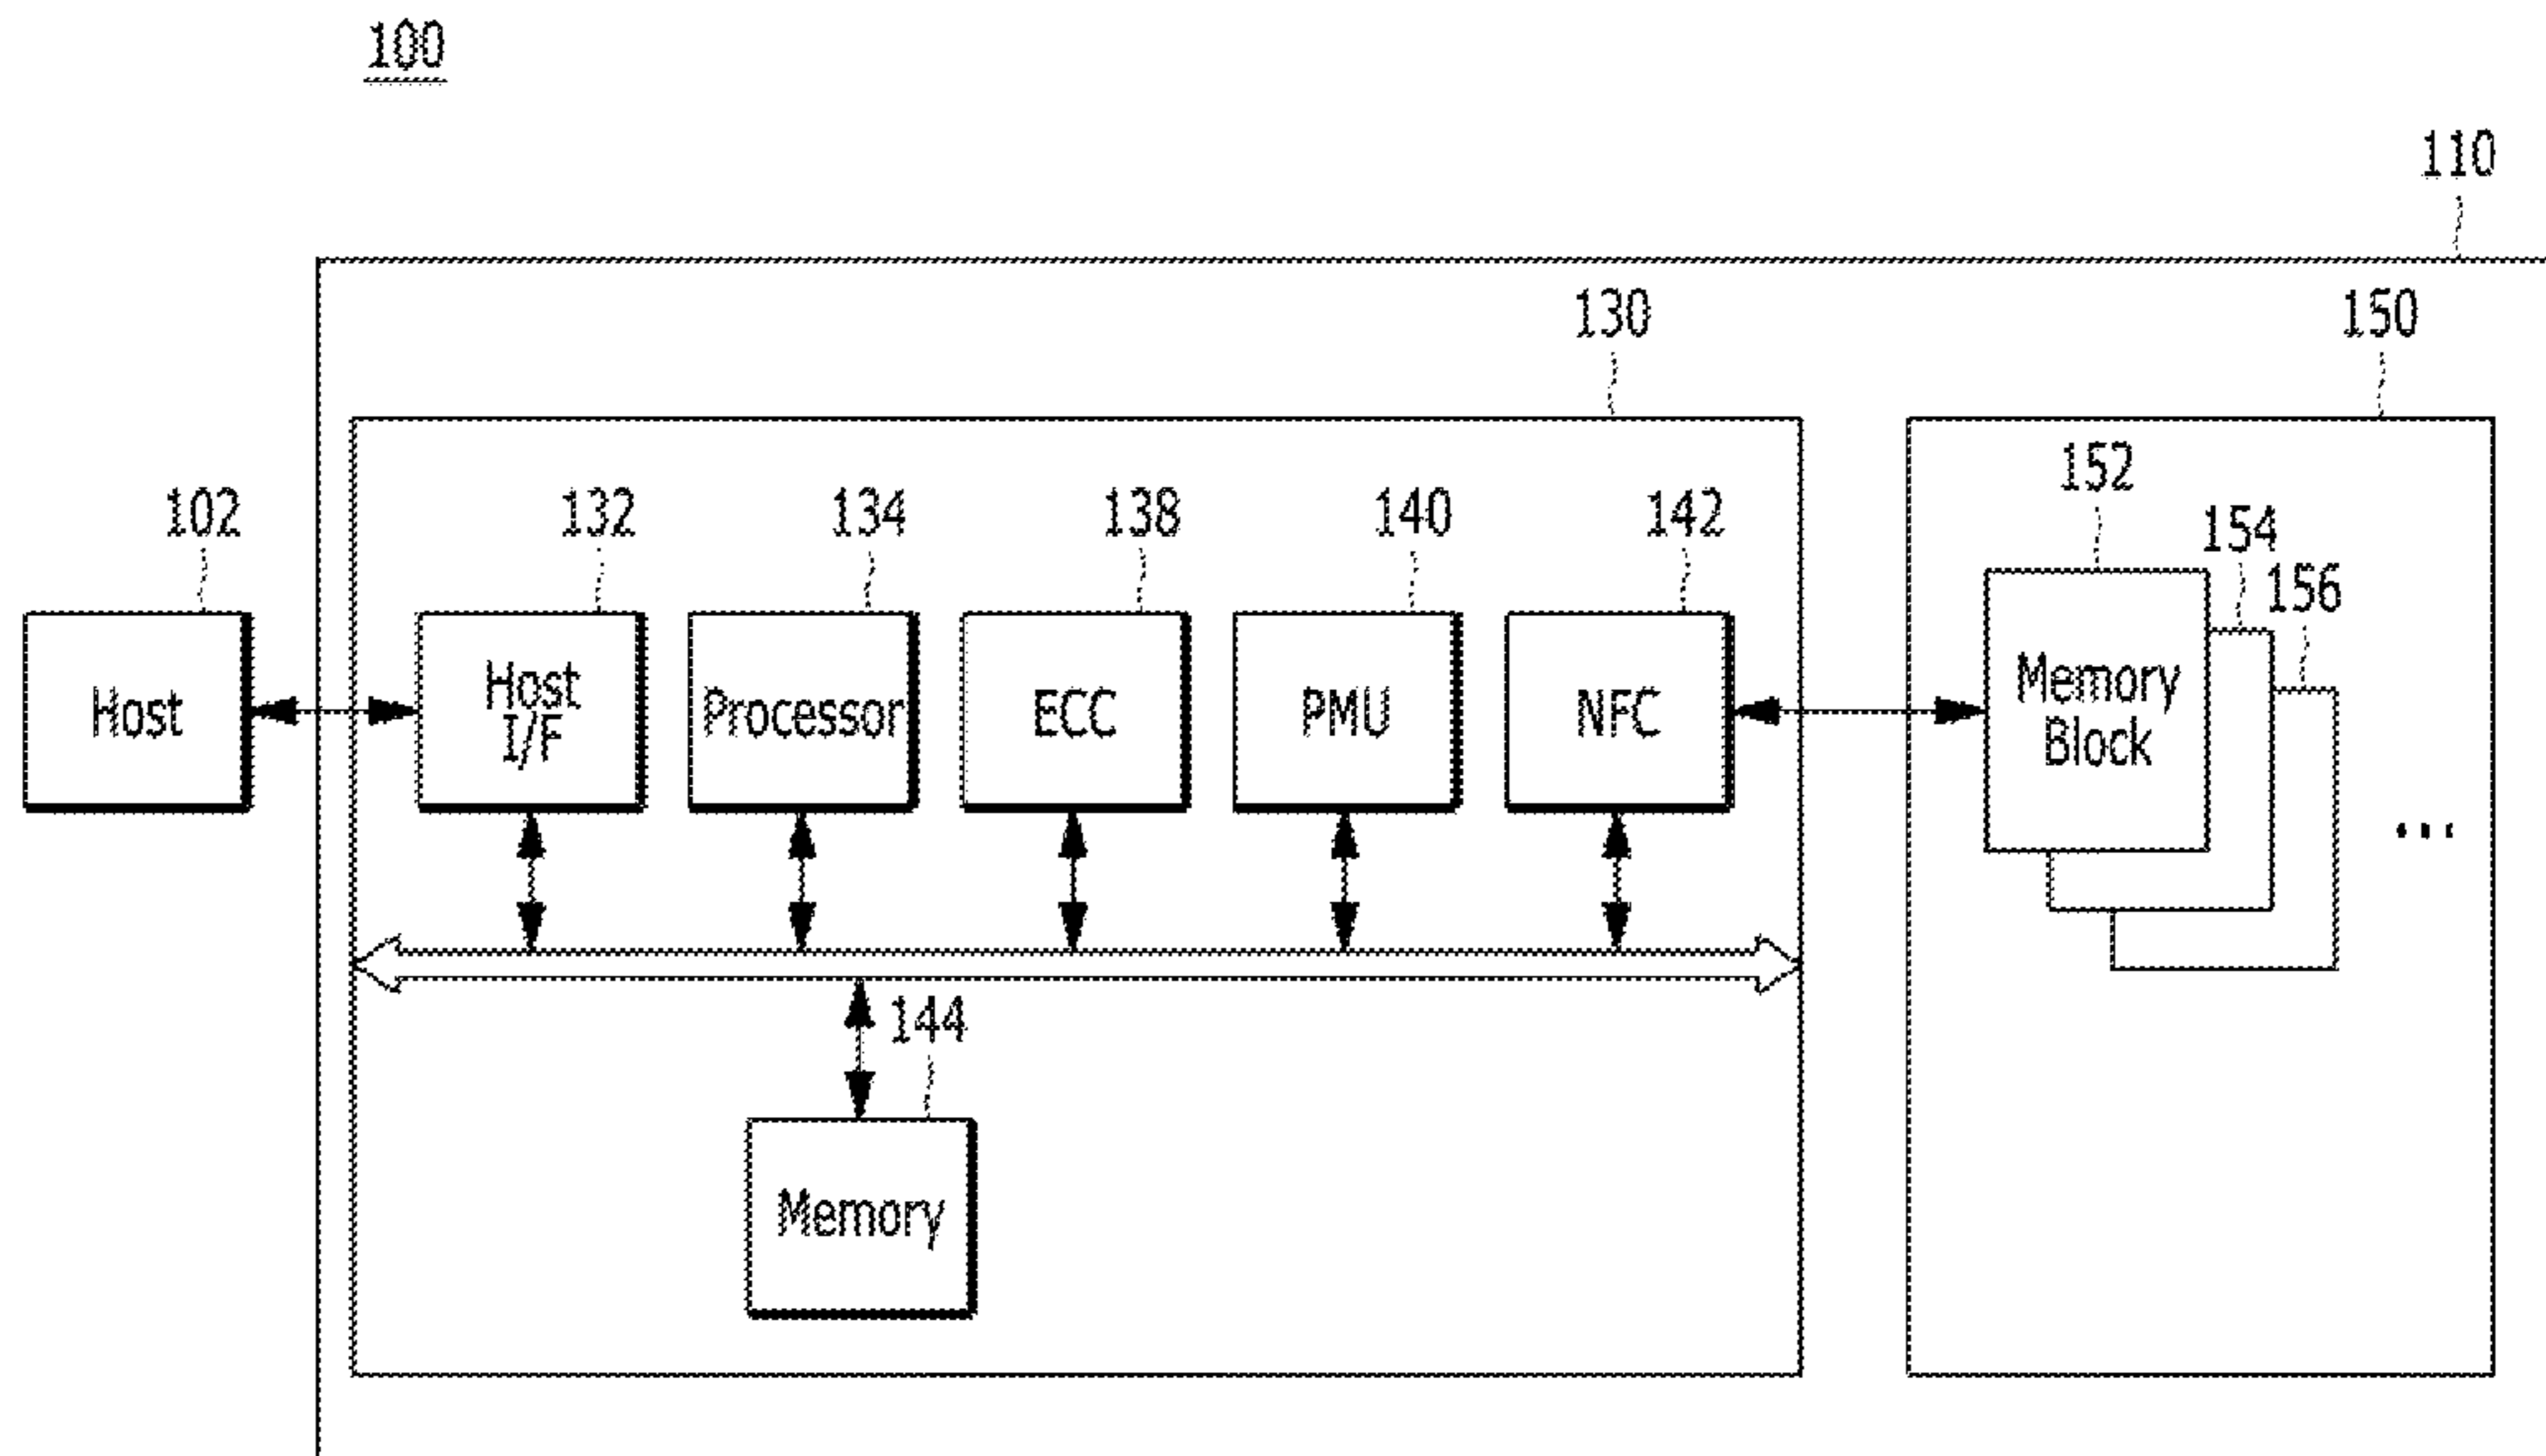 100
110
130
150
152
102
132
134
138
140
142
154
156
Host
Host
I/F
Processor
ECC
PMU
NFC
Memory
Block
...
144
Memory